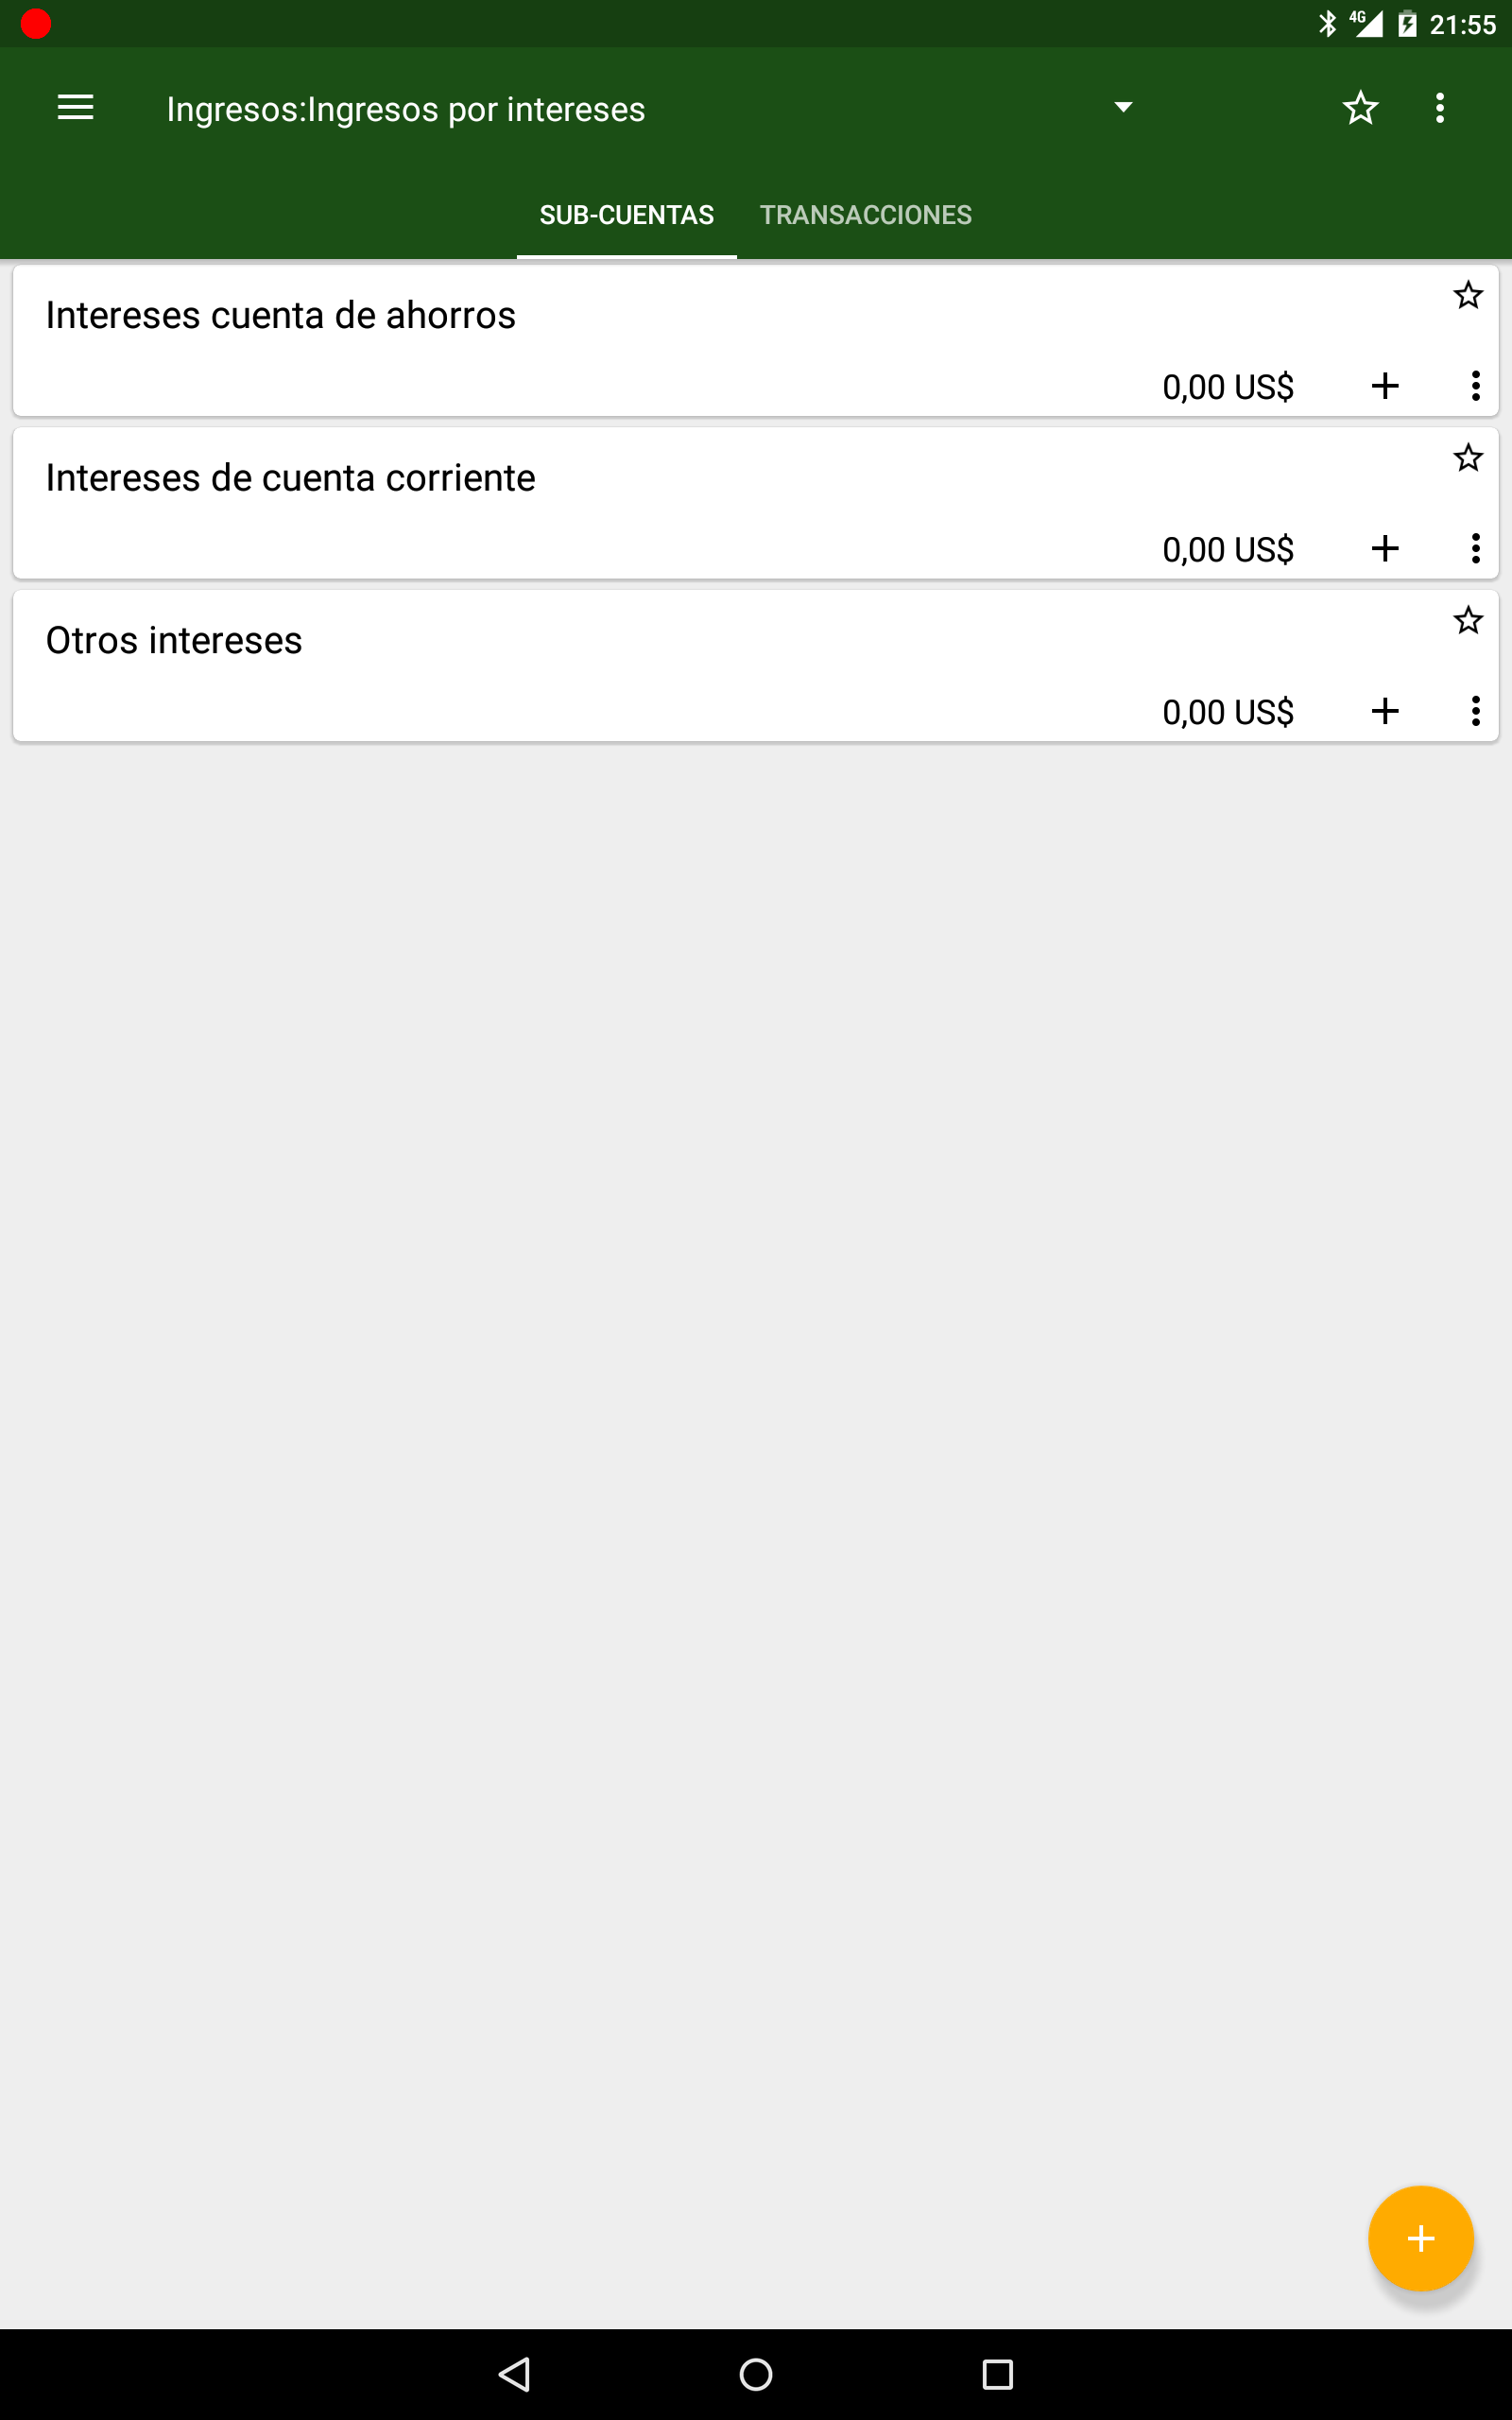 4G 21:55
Ingresos:Ingresos por intereses
SUB-CUENTAS TRANSACCIONES
Intereses cuenta de ahorros
0,00 US$
Intereses de cuenta corriente
0,00 US$
Otros intereses
0,00 US$